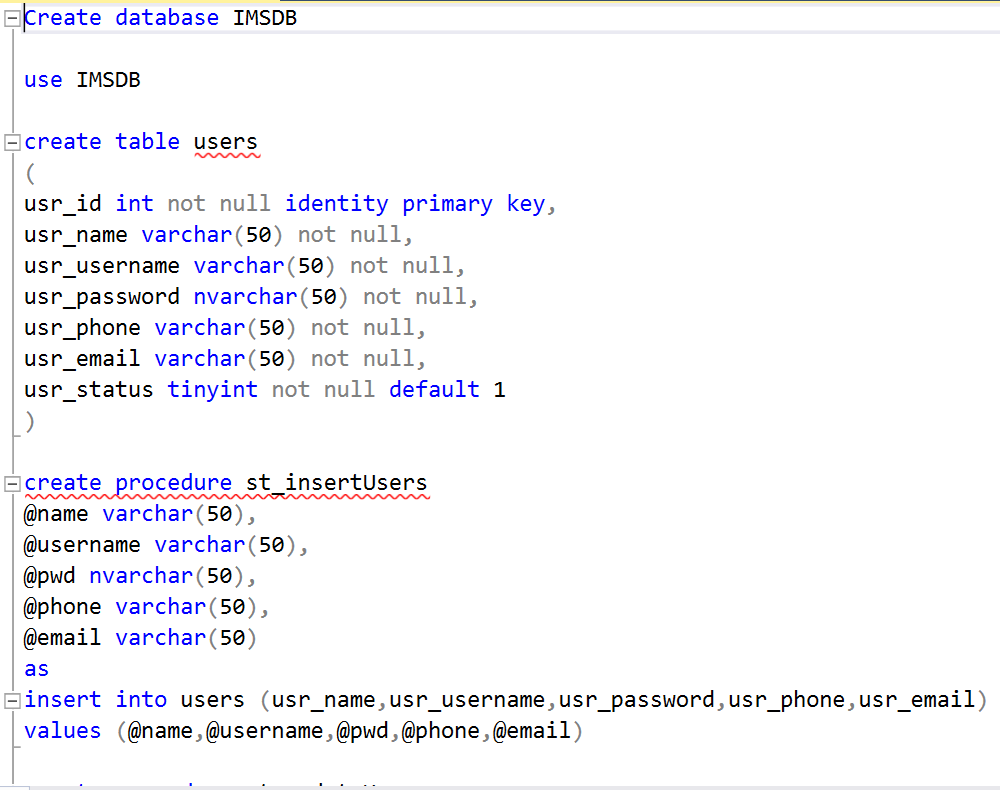 Create database IMSDB
use IMSDB
create table users
(
usr_id int not null identity primary key,
usr_name varchar(50) not null,
usr_username varchar(50) not null,
usr_password nvarchar(50) not null,
usr_phone varchar(50) not null,
usr_email varchar(50) not null,
usr_status tinyint not null default 1
)
create procedure st_insertUsers
@name varchar(50),
@username varchar(50),
@pwd nvarchar(50),
@phone varchar(50),
@email varchar(50)
as
insert into users (usr_name,usr_username,usr_password,usr_phone,usr_email)
values (@name,@username,@pwd,@phone,@email)